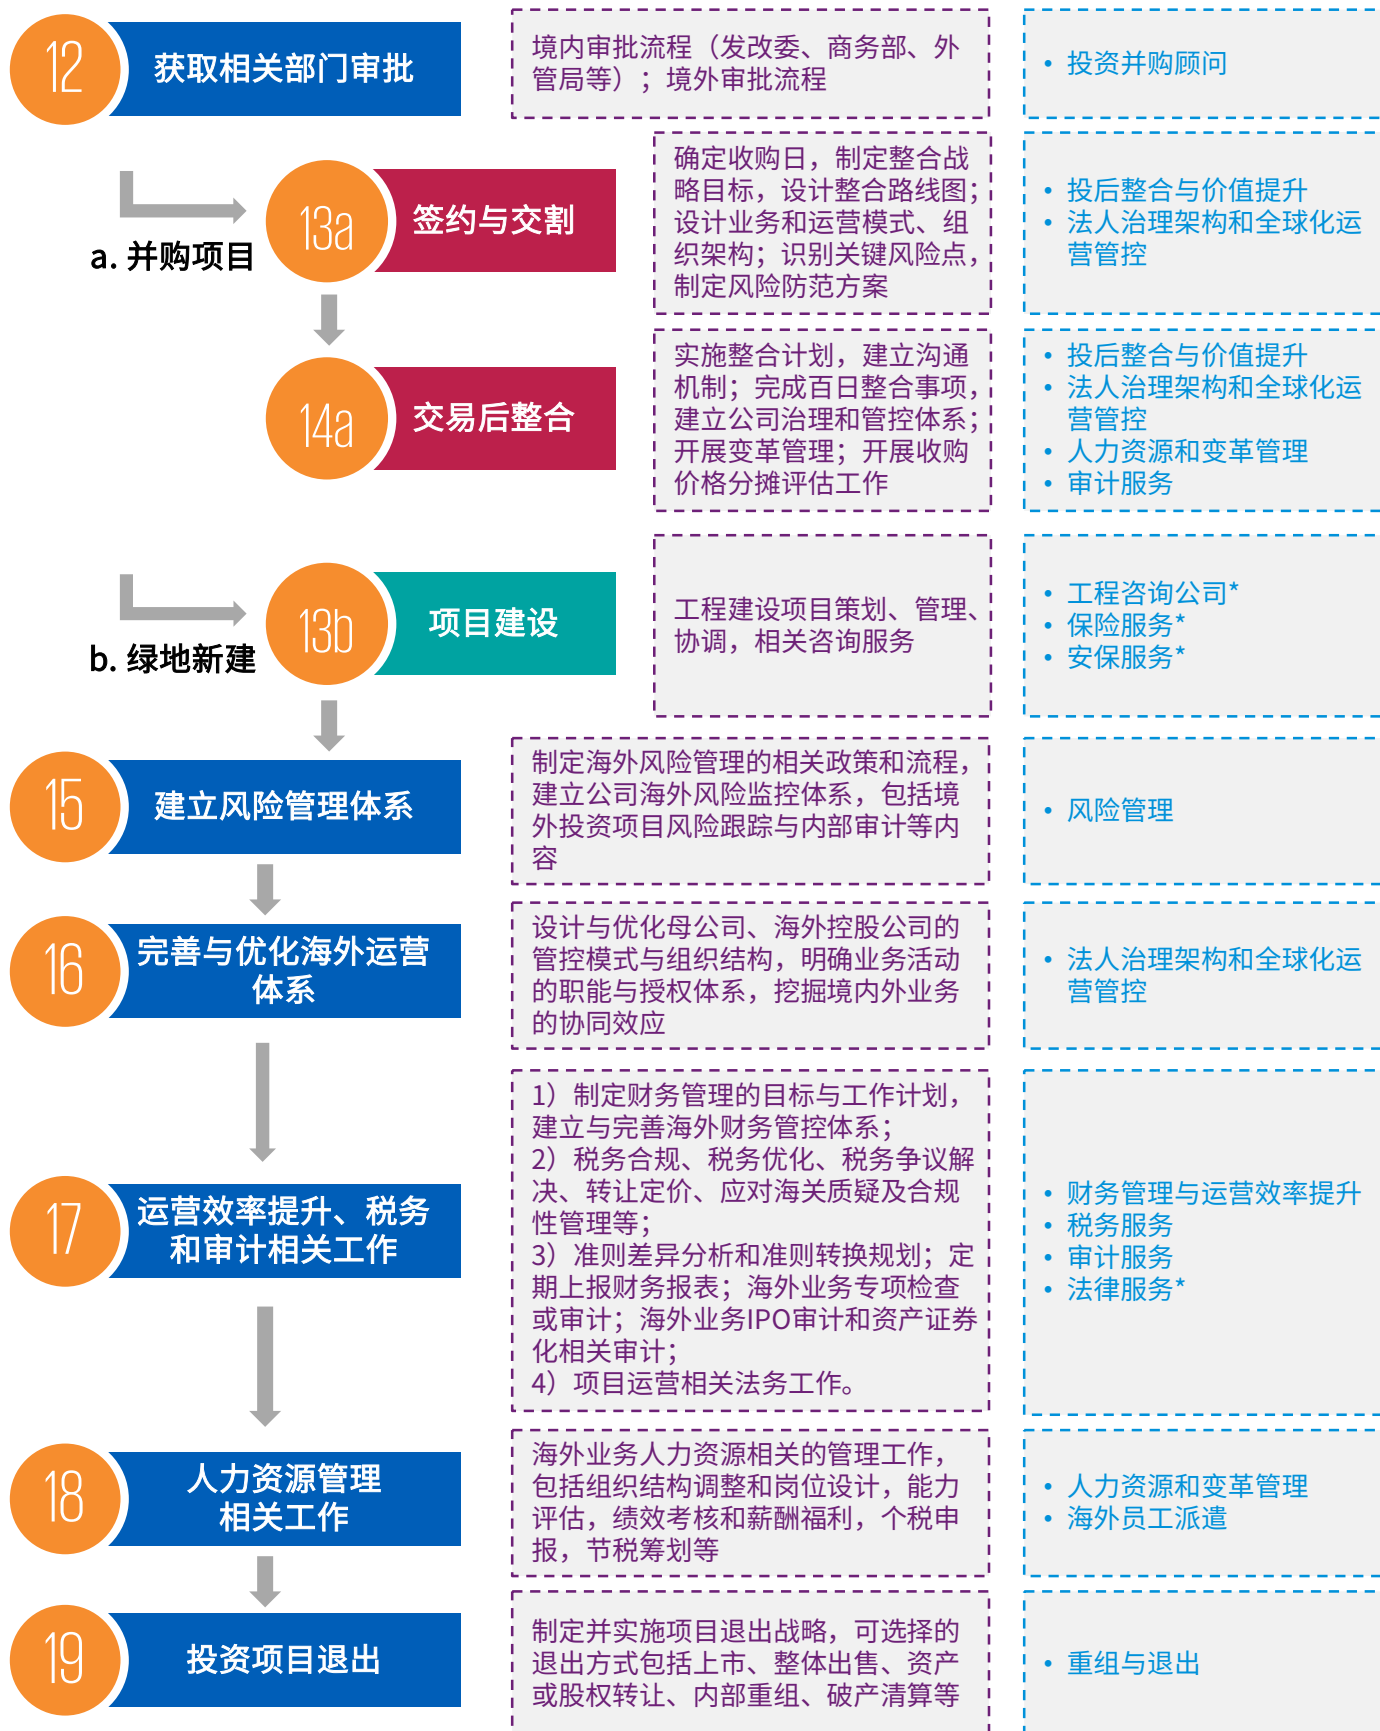 12
获取相关部门审批
境内审批流程（发改委、商务部、外
管局等）；境外审批流程
• 投资并购顾问
a. 并购项目
13a
签约与交割
确定收购日，制定整合战
略目标，设计整合路线图；
设计业务和运营模式、组
织架构；识别关键风险点，
制定风险防范方案
• 投后整合与价值提升
• 法人治理架构和全球化运
营管控
14a
交易后整合
实施整合计划，建立沟通
机制；完成百日整合事项，
建立公司治理和管控体系；
开展变革管理；开展收购
价格分摊评估工作
• 投后整合与价值提升
• 法人治理架构和全球化运
营管控
• 人力资源和变革管理
• 审计服务
b. 绿地新建
13b
项目建设
工程建设项目策划、管理、
协调，相关咨询服务
• 工程咨询公司*
• 保险服务*
• 安保服务*
15
建立风险管理体系
制定海外风险管理的相关政策和流程，
建立公司海外风险监控体系，包括境
外投资项目风险跟踪与内部审计等内
容
• 风险管理
16
完善与优化海外运营
体系
设计与优化母公司、海外控股公司的
管控模式与组织结构，明确业务活动
的职能与授权体系，挖掘境内外业务
的协同效应
• 法人治理架构和全球化运
营管控
17
运营效率提升、税务
和审计相关工作
1）制定财务管理的目标与工作计划，
建立与完善海外财务管控体系；
2）税务合规、税务优化、税务争议解
决、转让定价、应对海关质疑及合规
性管理等；
3）准则差异分析和准则转换规划；定
期上报财务报表；海外业务专项检查
或审计；海外业务IPO审计和资产证券
化相关审计；
4）项目运营相关法务工作。
• 财务管理与运营效率提升
• 税务服务
• 审计服务
• 法律服务*
18
人力资源管理
相关工作
海外业务人力资源相关的管理工作，
包括组织结构调整和岗位设计，能力
评估，绩效考核和薪酬福利，个税申
报，节税筹划等
• 人力资源和变革管理
• 海外员工派遣
19
投资项目退出
制定并实施项目退出战略，可选择的
退出方式包括上市、整体出售、资产
或股权转让、内部重组、破产清算等
• 重组与退出